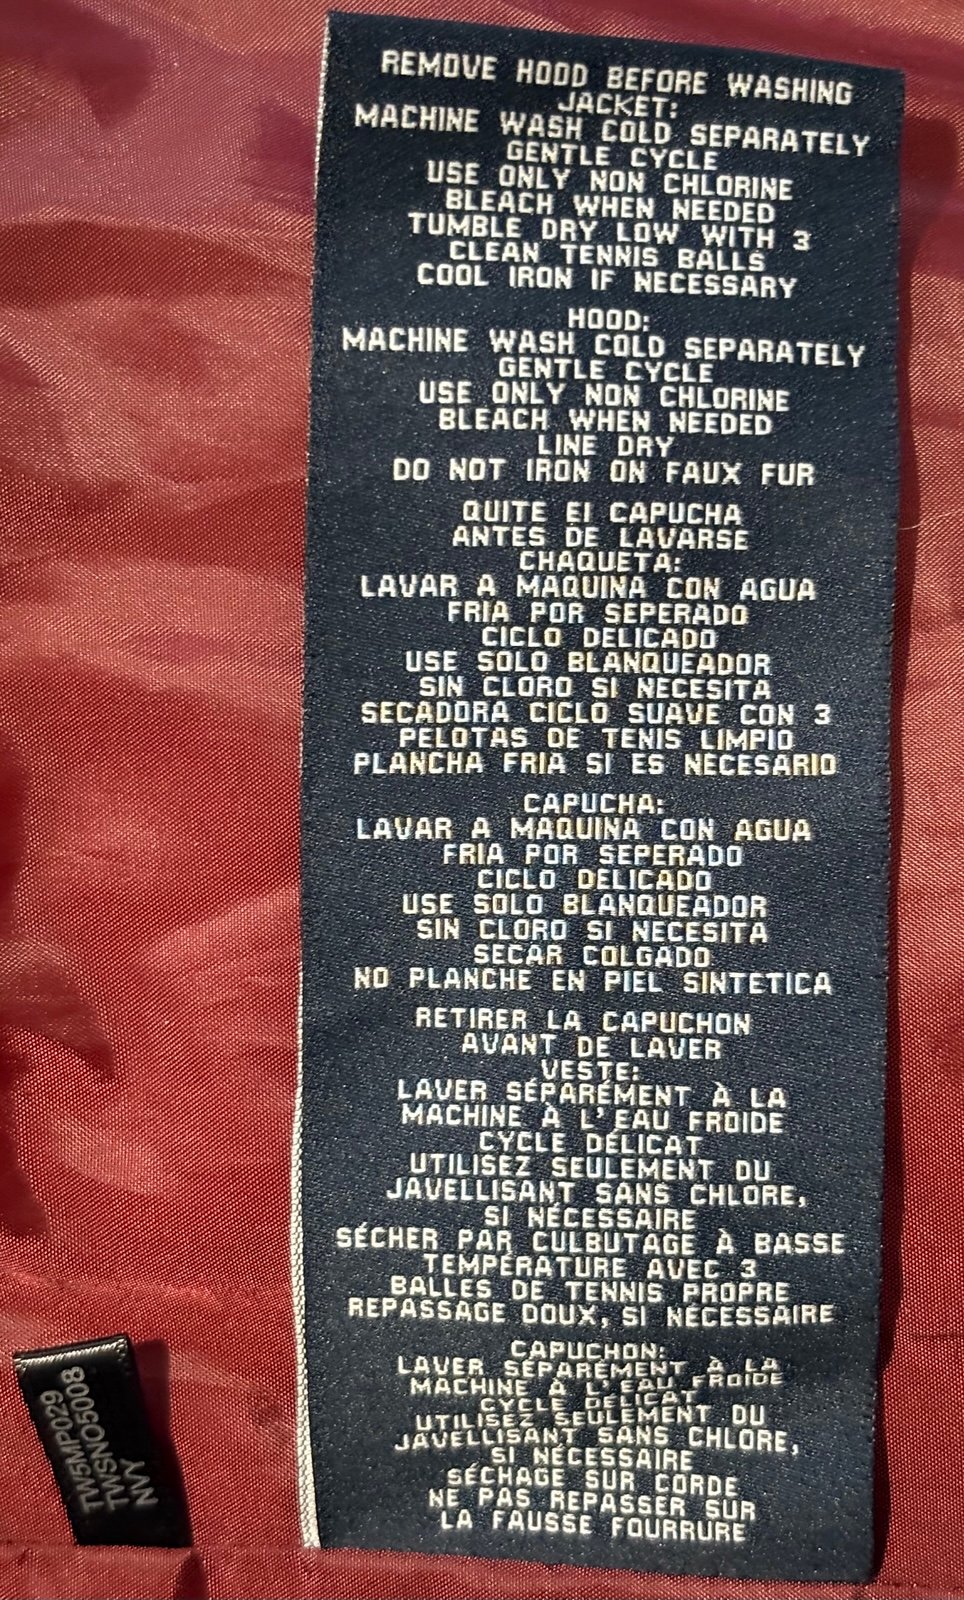 REMOVE HOOD BEFORE WASHING
JACKET:
MACHINE WASH COLD SEPARATELY
GENTLE CYCLE
USE ONLY NON CHLORINE
BLEACH WHEN NEEDED
TUMBLE DRY LOW WITH 3
CLEAN TENNIS BALLS
COOL IRON IF NECESSARY
HOOD:
MACHINE WASH COLD SEPARATELY
GENTLE CYCLE
USE ONLY NON CHLORINE
BLEACH WHEN NEEDED
LINE DRY
DO NOT IRON ON FAUX FUR
QUITE EI CAPUCHA
ANTES DE LAVARSE
CHAQUETA:
LAVAR A MAQUINA CON AGUA
FRIA POR SEPERADO
CICLO DELICADO
USE SOLO BLANQUEADOR
SIN CLORO SI NECESITA
SECADORA CICLO SUAVE CON 3
PELOTAS DE TENIS LIMPIO
PLANCHA FRIA SI ES NECESARIO
CAPUCHA:
LAVAR A MAQUINA CON AGUA
FRIA POR SEPERADO
CICLO DELICADO
USE SOLO BLANQUEADOR
SIN CLORO SI NECESITA
SECAR COLGADO
NO PLANCHE EN PIEL SINTETICA
RETIRER LA CAPUCHON
AVANT DE LAVER
VESTE:
LAVER SÉPARÉMENT À LA
MACHINE À L'EAU FROIDE
CYCLE DÉLICAT
UTILISEZ SEULEMENT DU
JAVELLISANT SANS CHLORE,
SI NÉCESSAIRE
SÉCHER PAR CULBUTAGE À BASSE
TEMPÉRATURE AVEC 3
BALLES DE TENNIS PROPRE
REPASSAGE DOUX, SI NÉCESSAIRE
CAPUCHON:
LAVER SÉPARÉMENT À LA
MACHINE À L'EAU FROIDE
CYCLE DÉLICAT
UTILISEZ SEULEMENT DU
JAVELLISANT SANS CHLORE,
SI NÉCESSAIRE
SÉCHAGE SUR CORDE
NE PAS REPASSER SUR
LA FAUSSE FOURRURE
TWSMP029
TWSNO5008
NVY